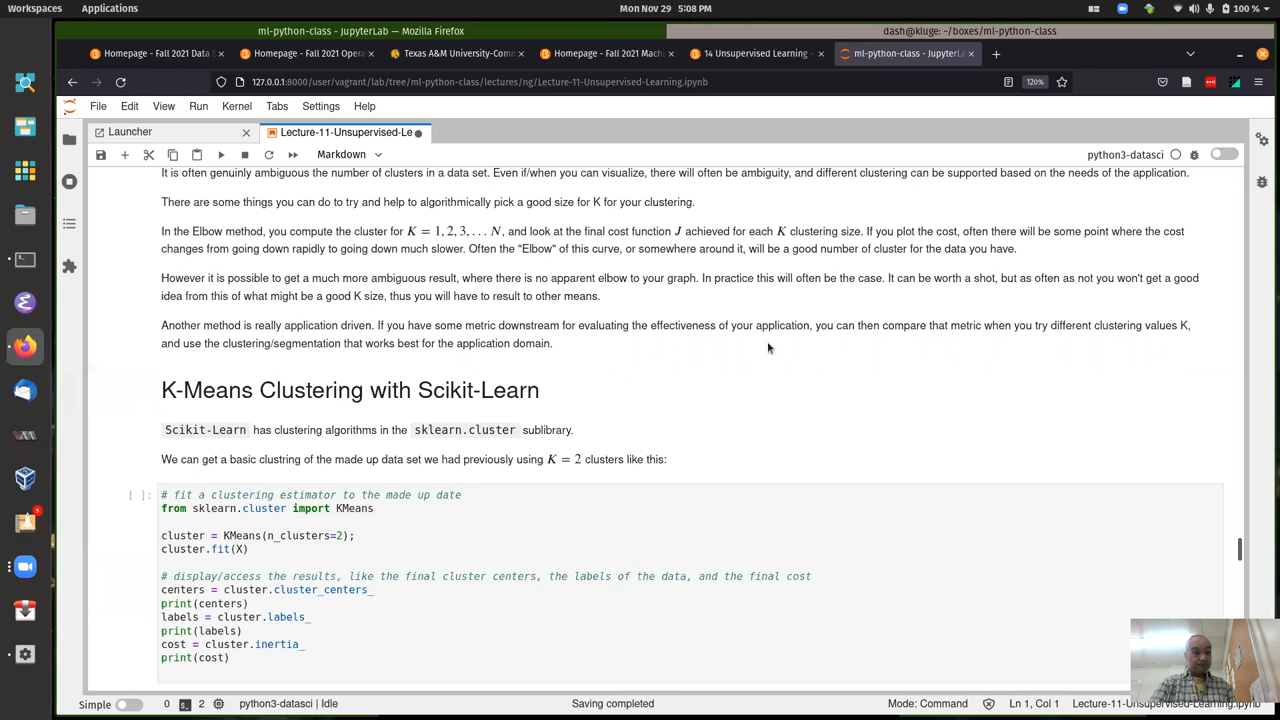 Workspaces Applications Mon Nov 29 5:08 PM 100 %
ml-python-class - JupyterLab — Mozilla Firefox dash@kluge: ~/boxes/ml-python-class
Homepage - Fall 2021 Data S Homepage - Fall 2021 Opera Texas A&M University-Comm Homepage - Fall 2021 Machi 14 Unsupervised Learning - ml-python-class - JupyterLab
127.0.0.1:8000/user/vagrant/lab/tree/ml-python-class/lectures/ng/Lecture-11-Unsupervised-Learning.ipynb 120%
File Edit View Run Kernel Tabs Settings Help
Launcher Lecture-11-Unsupervised-Le
Markdown python3-datasci
It is often genuinely ambiguous the number of clusters in a data set. Even if/when you can visualize, there will often be ambiguity, and different clustering can be supported based on the needs of the application.
There are some things you can do to try and help to algorithmically pick a good size for K for your clustering.
In the Elbow method, you compute the cluster for K = 1, 2, 3, . . . N, and look at the final cost function J achieved for each K clustering size. If you plot the cost, often there will be some point where the cost
changes from going down rapidly to going down much slower. Often the "Elbow" of this curve, or somewhere around it, will be a good number of cluster for the data you have.
However it is possible to get a much more ambiguous result, where there is no apparent elbow to your graph. In practice this will often be the case. It can be worth a shot, but as often as not you won't get a good
idea from this of what might be a good K size, thus you will have to result to other means.
Another method is really application driven. If you have some metric downstream for evaluating the effectiveness of your application, you can then compare that metric when you try different clustering values K,
and use the clustering/segmentation that works best for the application domain.
K-Means Clustering with Scikit-Learn
Scikit-Learn has clustering algorithms in the sklearn.cluster sublibrary.
We can get a basic clustring of the made up data set we had previously using K = 2 clusters like this:
[ ]: # fit a clustering estimator to the made up date
from sklearn.cluster import KMeans
cluster = KMeans(n_clusters=2);
cluster.fit(X)
# display/access the results, like the final cluster centers, the labels of the data, and the final cost
centers = cluster.cluster_centers_
print(centers)
labels = cluster.labels_
print(labels)
cost = cluster.inertia_
print(cost)
Simple 0 2 python3-datasci | Idle Saving completed Mode: Command Ln 1, Col 1 Lecture-11-Unsupervised-Learning.ipynb